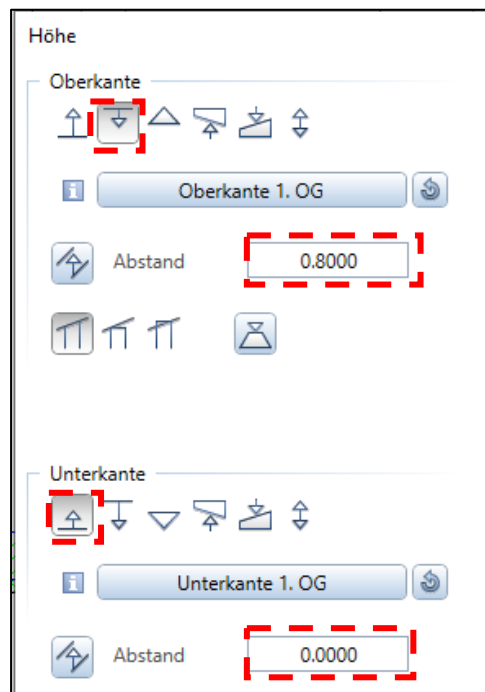 Höhe
Oberkante
Oberkante 1. OG
Abstand 0.8000
Unterkante
Unterkante 1. OG
Abstand 0.0000